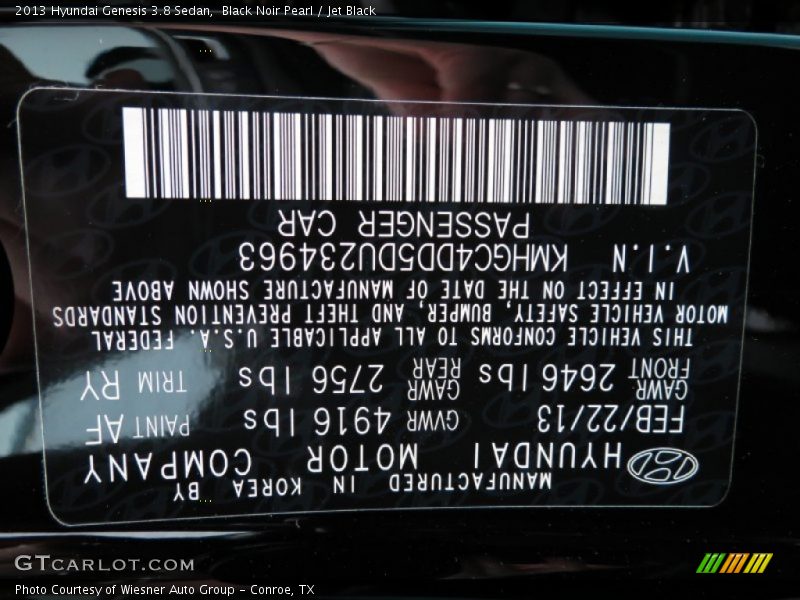 2013 Hyundai Genesis 3.8 Sedan,  Black Noir Pearl / Jet Black
MANUFACTURED IN KOREA BY
HYUNDAI MOTOR COMPANY
FEB/22/13 GVWR 4916 lbs PAINT AF
GAWR FRONT 2646 lbs GAWR REAR 2756 lbs TRIM RY
THIS VEHICLE CONFORMS TO ALL APPLICABLE U.S.A. FEDERAL
MOTOR VEHICLE SAFETY, BUMPER, AND THEFT PREVENTION STANDARDS
IN EFFECT ON THE DATE OF MANUFACTURE SHOWN ABOVE
V.I.N KMHGC4DD5DU234963
PASSENGER CAR
GTCARLOT.COM
Photo Courtesy of Wiesner Auto Group - Conroe, TX